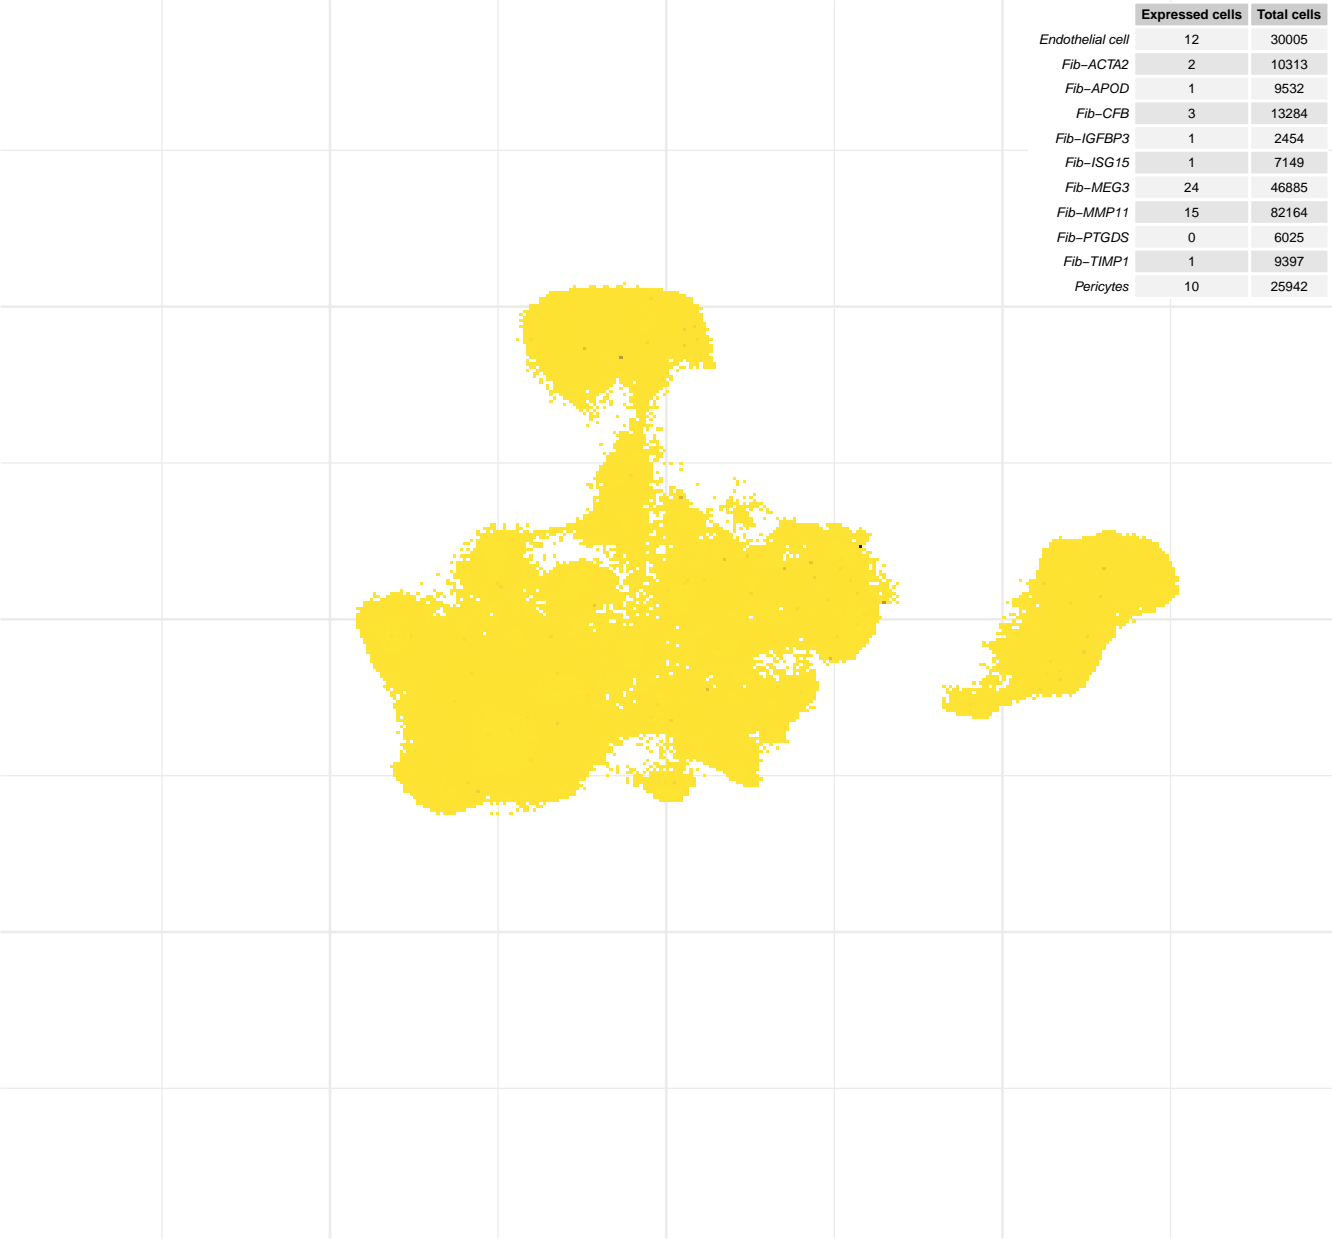 Expressed cells Total cells
Endothelial cell 12 30005
Fib−ACTA2 2 10313
Fib−APOD 1 9532
Fib−CFB 3 13284
Fib−IGFBP3 1 2454
Fib−ISG15 1 7149
Fib−MEG3 24 46885
Fib−MMP11 15 82164
Fib−PTGDS 0 6025
Fib−TIMP1 1 9397
Pericytes 10 25942